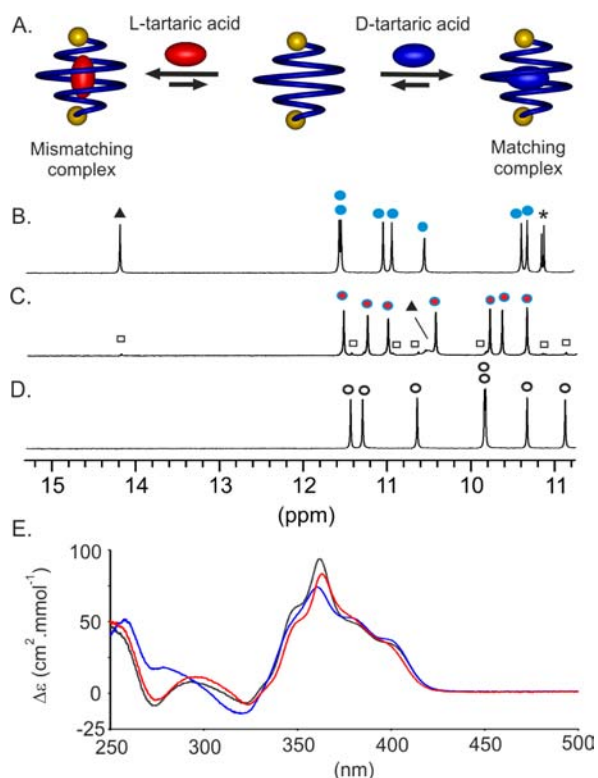 A.
L-tartaric acid
D-tartaric acid
Mismatching
complex
Matching
complex
B.
*
C.
D.
15 14 13 12 11 10 11
(ppm)
E.
100
50
0
-25
Δε (cm².mmol⁻¹)
250 300 350 400 450 500
(nm)